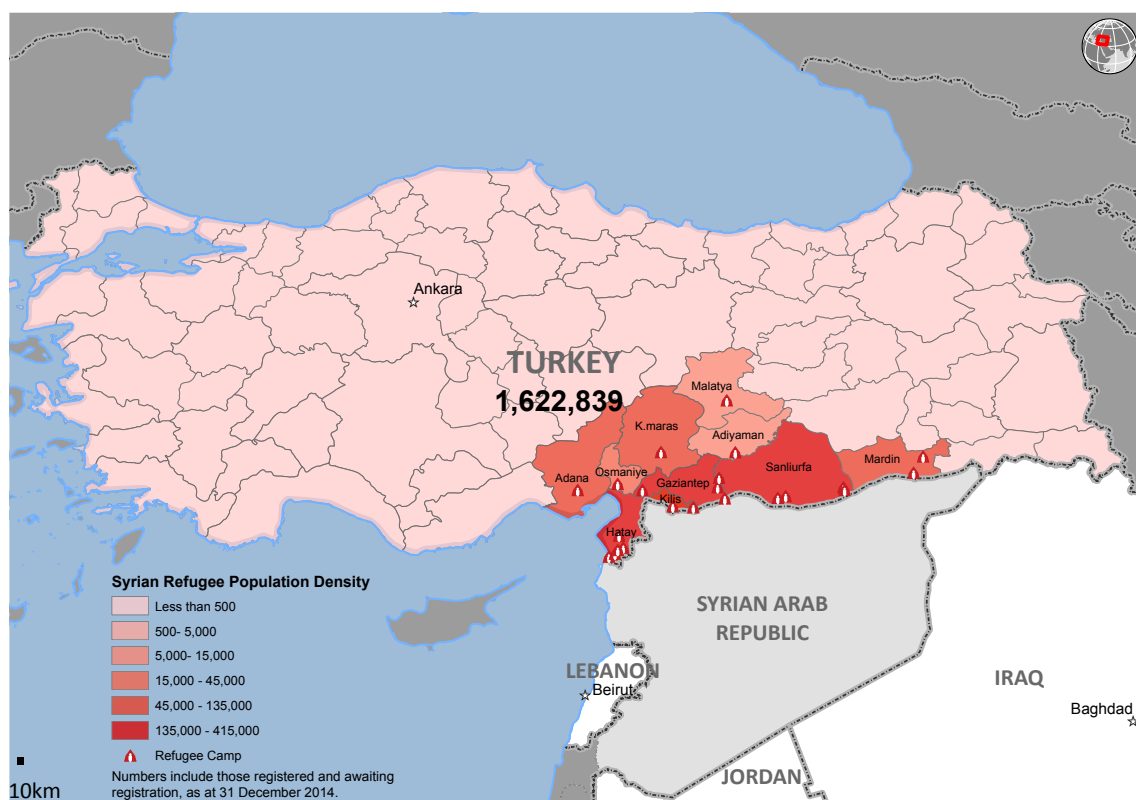 Ankara
TURKEY
1,622,839
Malatya
K.maras
Adiyaman
Sanliurfa
Mardin
Adana
Osmaniye
Gaziantep
Kilis
Hatay
Syrian Refugee Population Density
Less than 500
500- 5,000
5,000- 15,000
15,000 - 45,000
45,000 - 135,000
135,000 - 415,000
Refugee Camp
Numbers include those registered and awaiting
registration, as at 31 December 2014.
10km
SYRIAN ARAB
REPUBLIC
LEBANON
Beirut
IRAQ
Baghdad
JORDAN